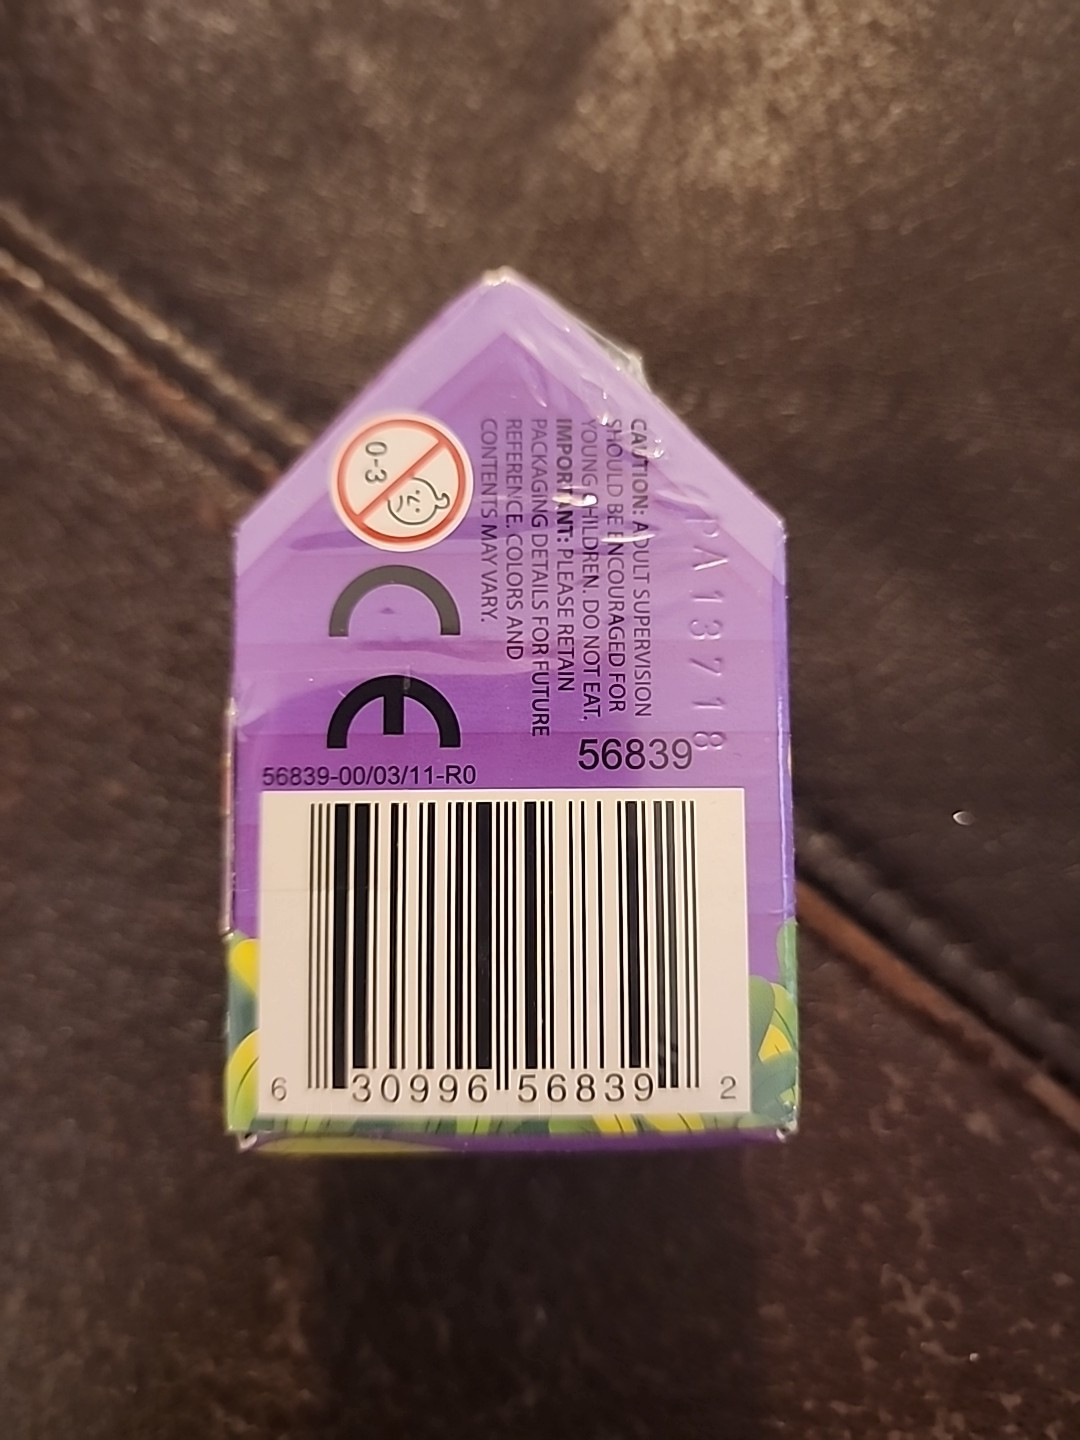 CAUTION: ADULT SUPERVISION
SHOULD BE ENCOURAGED FOR
YOUNG CHILDREN. DO NOT EAT.
IMPORTANT: PLEASE RETAIN
PACKAGING DETAILS FOR FUTURE
REFERENCE. COLORS AND
CONTENTS MAY VARY.
0-3
CE
PA13718
56839
56839-00/03/11-R0
6 30996 56839 2